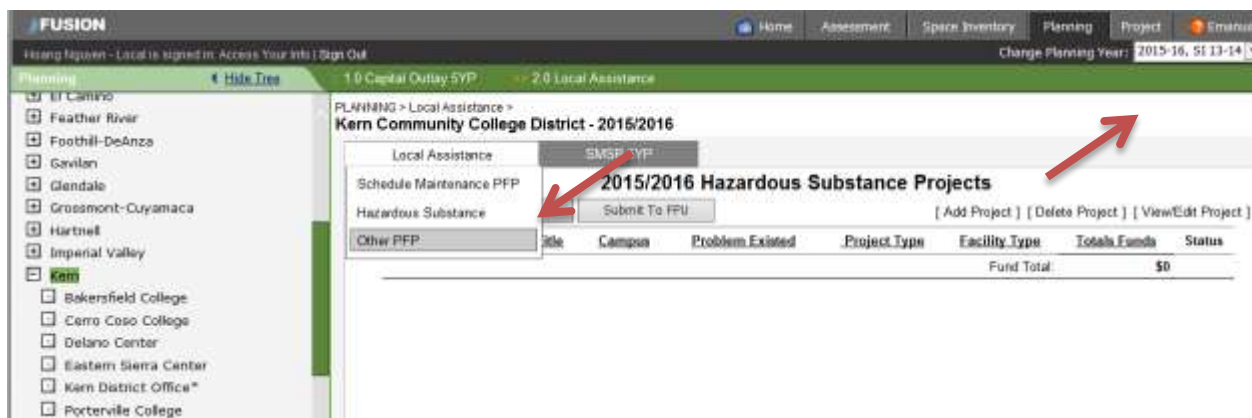 FUSION
Home Assessment Space Inventory Planning Project Emanu
Hoang Nguyen - Local is signed in. Access Your Info | Sign Out
Change Planning Year: 2015-16, SI 13-14
Planning Hide Tree 1.0 Capital Outlay 5YP 2.0 Local Assistance
El Camino
Feather River
Foothill-DeAnza
Gavilan
Glendale
Grossmont-Cuyamaca
Hartnell
Imperial Valley
Kern
Bakersfield College
Cerro Coso College
Delano Center
Eastern Sierra Center
Kern District Office*
Porterville College
PLANNING > Local Assistance >
Kern Community College District - 2015/2016
Local Assistance SMSR 5YP
Schedule Maintenance PFP
Hazardous Substance
Other PFP
2015/2016 Hazardous Substance Projects
Submit To FPU [ Add Project ] [ Delete Project ] [ View/Edit Project ]
Title Campus Problem Existed Project Type Facility Type Totals Funds Status
Fund Total: $0